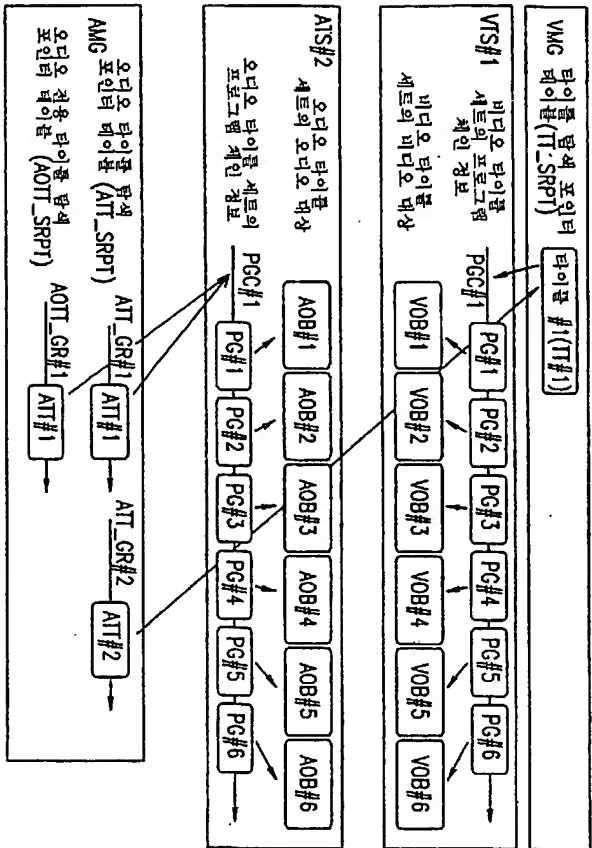 VMG
타이틀 탐색 포인터
테이블(TT_SRPT)
타이틀 #1(TT#1)
VTS#1
비디오 타이틀
세트의 프로그램
체인 정보
PGC#1 PG#1 PG#2 PG#3 PG#4 PG#5 PG#6
비디오 타이틀
세트의 비디오 대상
VOB#1 VOB#2 VOB#3 VOB#4 VOB#5 VOB#6
ATS#2
오디오 타이틀
세트의 오디오 대상
AOB#1 AOB#2 AOB#3 AOB#4 AOB#5 AOB#6
오디오 타이틀 세트의
프로그램 체인 정보
PGC#1 PG#1 PG#2 PG#3 PG#4 PG#5 PG#6
AMG
오디오 타이틀 탐색
포인터 테이블 (ATT_SRPT)
ATT_GR#1 ATT#1 ATT_GR#2 ATT#2
오디오 전용 타이틀 탐색
포인터 테이블 (AOTT_SRPT)
AOTT_GR#1 ATT#1